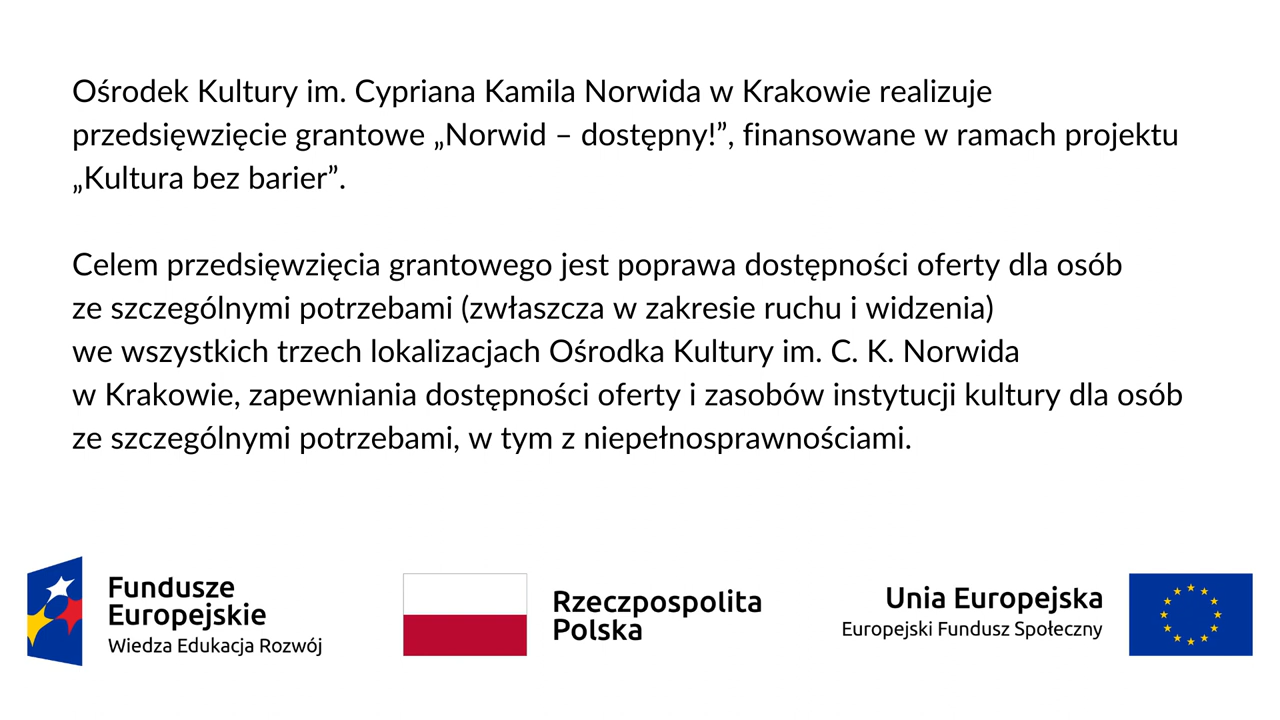 Ośrodek Kultury im. Cypriana Kamila Norwida w Krakowie realizuje
przedsięwzięcie grantowe „Norwid – dostępny!”, finansowane w ramach projektu
„Kultura bez barier”.
Celem przedsięwzięcia grantowego jest poprawa dostępności oferty dla osób
ze szczególnymi potrzebami (zwłaszcza w zakresie ruchu i widzenia)
we wszystkich trzech lokalizacjach Ośrodka Kultury im. C. K. Norwida
w Krakowie, zapewniania dostępności oferty i zasobów instytucji kultury dla osób
ze szczególnymi potrzebami, w tym z niepełnosprawnościami.
Fundusze
Europejskie
Wiedza Edukacja Rozwój
Rzeczpospolita
Polska
Unia Europejska
Europejski Fundusz Społeczny